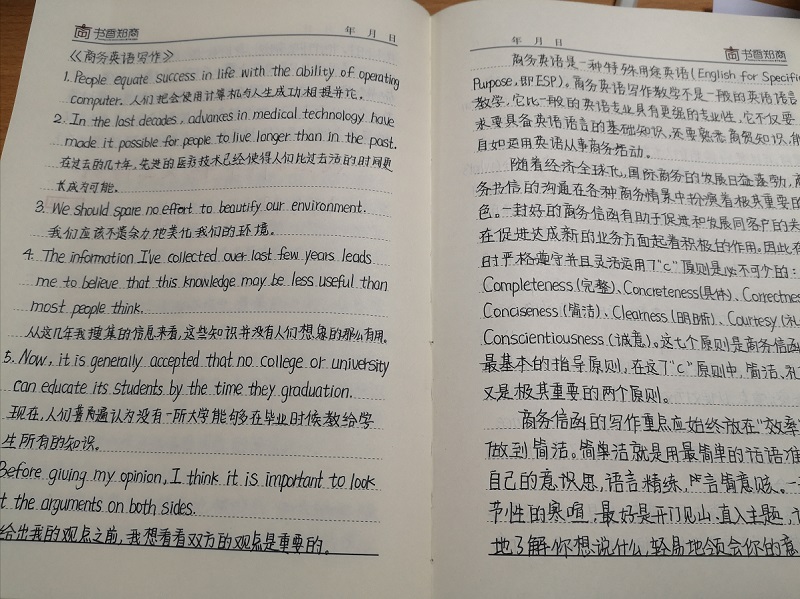 书香知商
年 月 日
《商务英语写作》
1. People equate success in life with the ability of operating
computer. 人们把会使用计算机与人生成功相提并论.
2. In the last decades, advances in medical technology have
made it possible for people to live longer than in the past.
在过去的几十年,先进的医疗技术已经使得人们比过去活的时间更
长成为可能.
3. We should spare no effort to beautify our environment.
我们应该不遗余力地美化我们的环境.
4. The information I've collected over last few years leads
me to believe that this knowledge may be less useful than
most people think.
从这几年我搜集的信息来看,这些知识并没有人们想象的那么有用.
5. Now, it is generally accepted that no college or university
can educate its students by the time they graduation.
现在,人们普遍认为没有一所大学能够在毕业时候教给学
生所有的知识.
Before giving my opinion, I think it is important to look
t the arguments on both sides.
给出我的观点之前,我想看看双方的观点是重要的.
年 月 日
书香知商
商务英语是一种特殊用途英语(English for Specific
Purpose,即ESP)。商务英语写作教学不是一般的英语语言
教学,它比一般的英语专业具有更强的专业性,它不仅要
求要具备英语语言的基础知识,还要熟悉商贸知识,能
自如运用英语从事商务活动。
随着经济全球化,国际商务的发展日益蓬勃,商
务书信的沟通在各种商务情景中扮演着极其重要的
色。一封好的商务信函有助于促进和发展同客户的关
在促进达成新的业务方面起着积极的作用。因此在
时严格遵守并且灵活运用了"C"原则是必不可少的:
Completeness(完整)、Concreteness(具体)、Correctness
Conciseness(简洁)、Clearness(明晰)、Courtesy(礼
Conscientiousness(诚意)。这七个原则是商务信函
最基本的指导原则,在这了"C"原则中,简洁、礼
又是极其重要的两个原则。
商务信函的写作重点应始终放在"效率
做到简洁。简单洁就是用最简单的话语准
自己的意识思,语言精练,严言简意赅。
节性的寒喧,最好是开门见山,直入主题,
地了解你想说什么,轻易地领会你的意